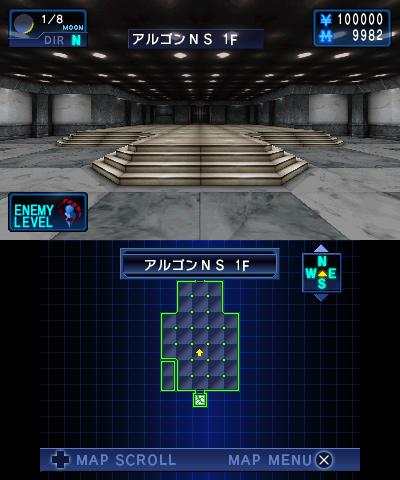 1/8
MOON
DIR N
アルゴンNS 1F
¥ 100000
M 9982
ENEMY
LEVEL
アルゴンNS 1F
N
W E
S
MAP SCROLL
MAP MENU X